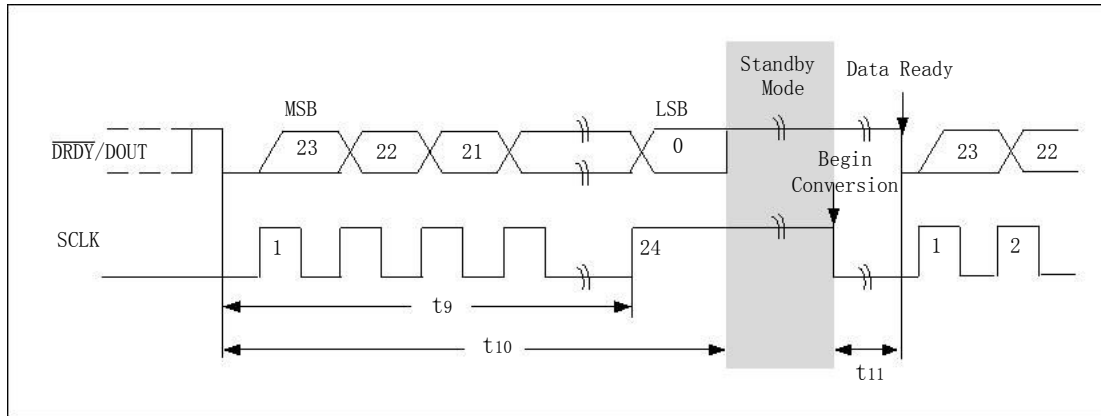 Standby
Mode
Data Ready
MSB
LSB
DRDY/DOUT
23
22
21
0
23
22
Begin
Conversion
SCLK
1
24
1
2
t9
t10
t11